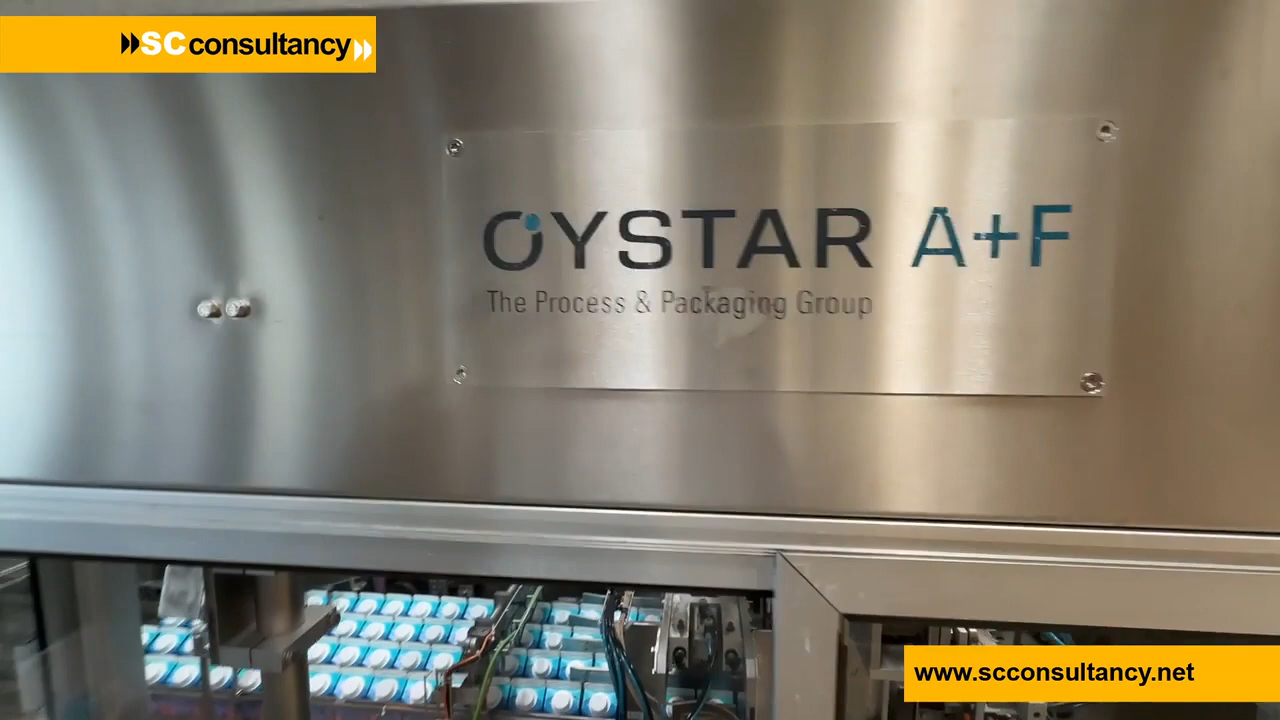 SC consultancy
OYSTAR A+F
The Process & Packaging Group
www.scconsultancy.net